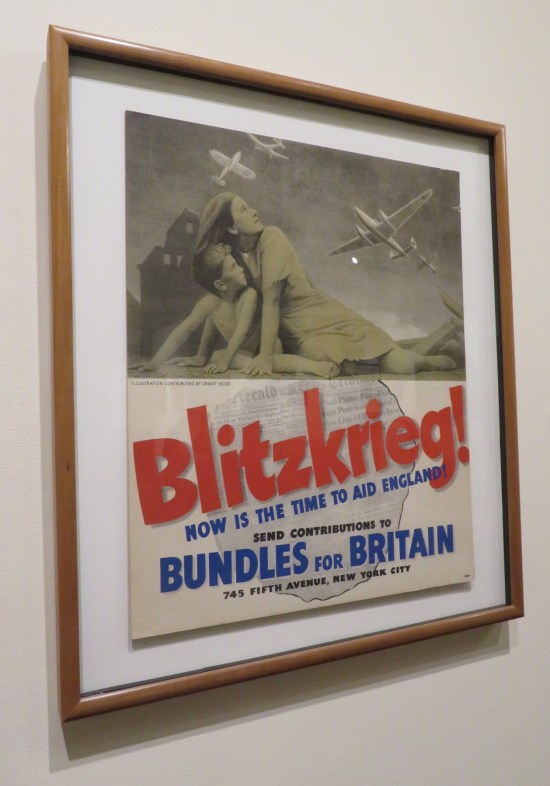 ILLUSTRATION CONTRIBUTED BY GRANT WOOD
Herald
Blitzkrieg!
NOW IS THE TIME TO AID ENGLAND!
SEND CONTRIBUTIONS TO
BUNDLES FOR BRITAIN
745 FIFTH AVENUE, NEW YORK CITY